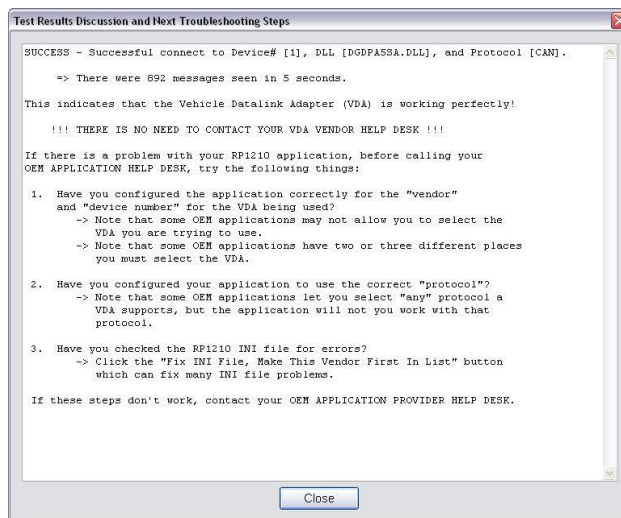 Test Results Discussion and Next Troubleshooting Steps
SUCCESS - Successful connect to Device# [1], DLL [DGDPA5SA.DLL], and Protocol [CAN].
=> There were 892 messages seen in 5 seconds.
This indicates that the Vehicle Datalink Adapter (VDA) is working perfectly!
!!! THERE IS NO NEED TO CONTACT YOUR VDA VENDOR HELP DESK !!!
If there is a problem with your RP1210 application, before calling your
OEM APPLICATION HELP DESK, try the following things:
1. Have you configured the application correctly for the "vendor"
and "device number" for the VDA being used?
-> Note that some OEM applications may not allow you to select the
VDA you are trying to use.
-> Note that some OEM applications have two or three different places
you must select the VDA.
2. Have you configured your application to use the correct "protocol"?
-> Note that some OEM applications let you select "any" protocol a
VDA supports, but the application will not you work with that
protocol.
3. Have you checked the RP1210 INI file for errors?
-> Click the "Fix INI File, Make This Vendor First In List" button
which can fix many INI file problems.
If these steps don't work, contact your OEM APPLICATION PROVIDER HELP DESK.
Close